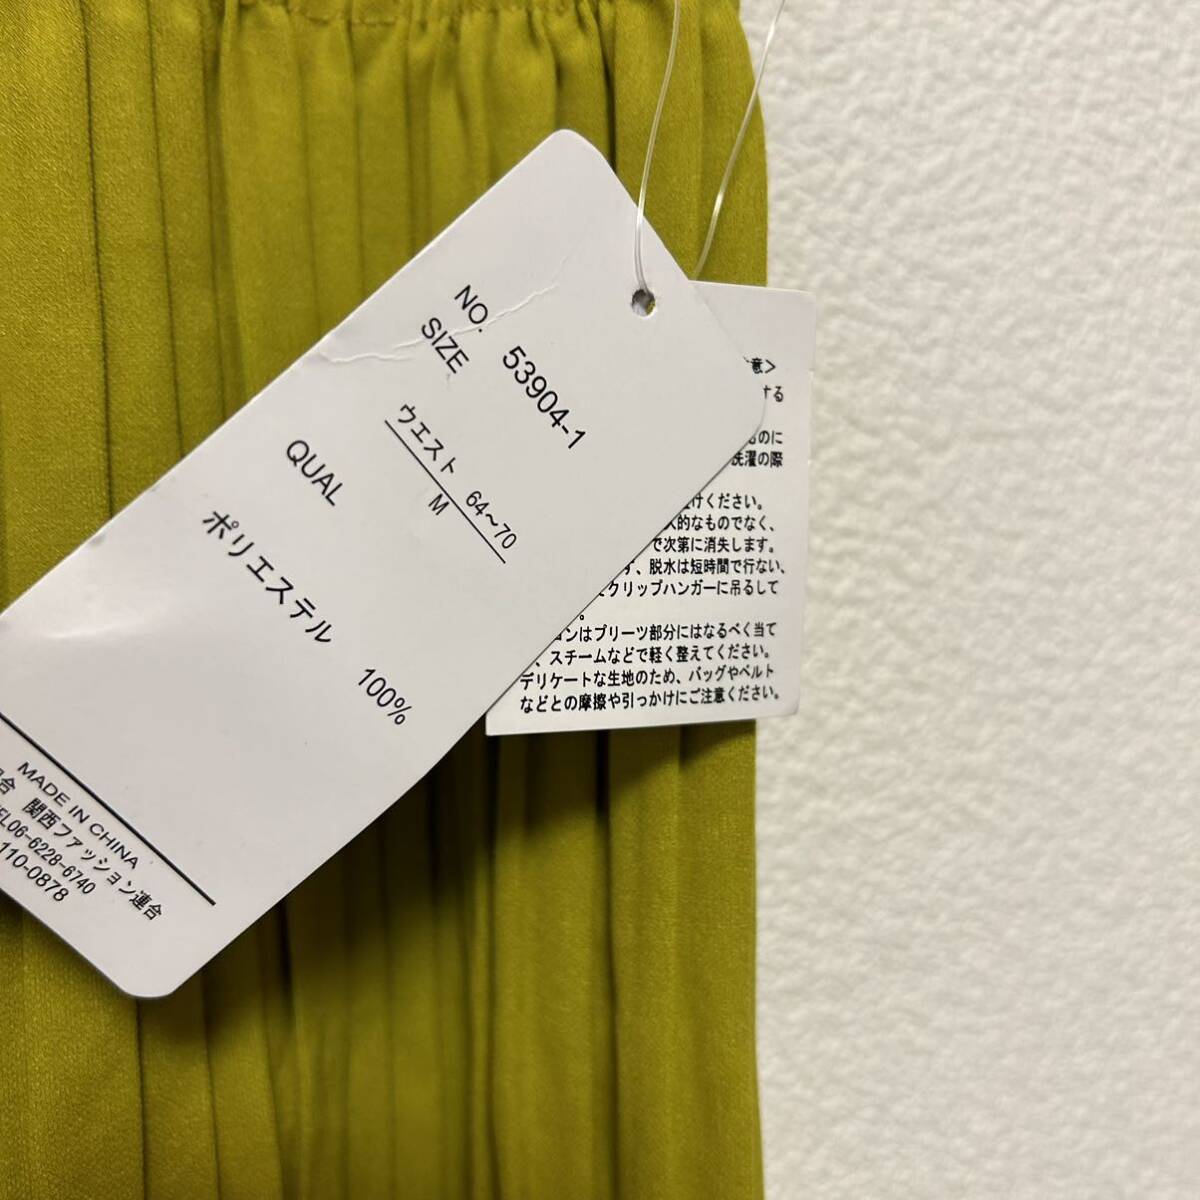 NO. 53904-1
SIZE
ウエスト 64～70
M
QUAL
ポリエステル 100%
MADE IN CHINA
合 関西ファッション連合
EL06-6228-6740
110-0878
意>
する
のに
洗濯の際
けください。
的なものでなく、
で次第に消失します。
、脱水は短時間で行ない、
クリップハンガーに吊るして
。
ンはプリーツ部分にはなるべく当て
、スチームなどで軽く整えてください。
デリケートな生地のため、バッグやベルト
などとの摩擦や引っかけにご注意ください。